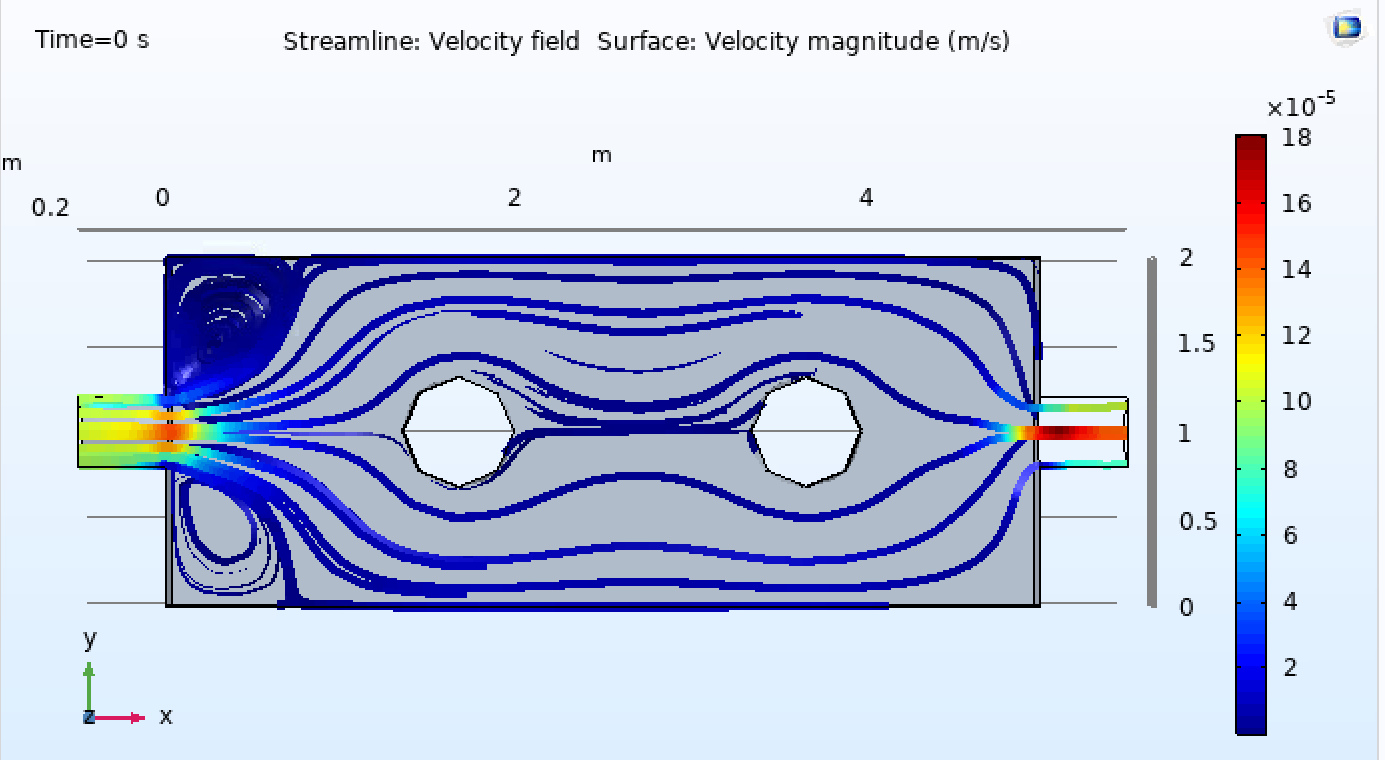 Time=0 s Streamline: Velocity field Surface: Velocity magnitude (m/s)
×10⁻⁵
m
m
0.2 0 2 4
18
16
14
12
10
8
6
4
2
2
1.5
1
0.5
0
y
z x